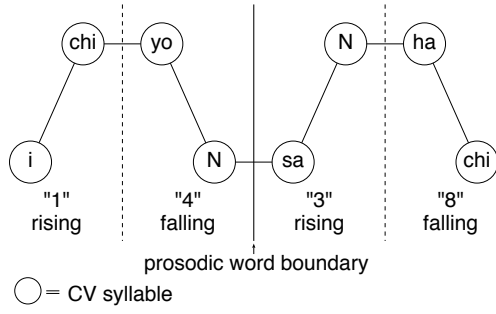 chi yo N ha
i N sa chi
"1" "4" "3" "8"
rising falling rising falling
prosodic word boundary
= CV syllable